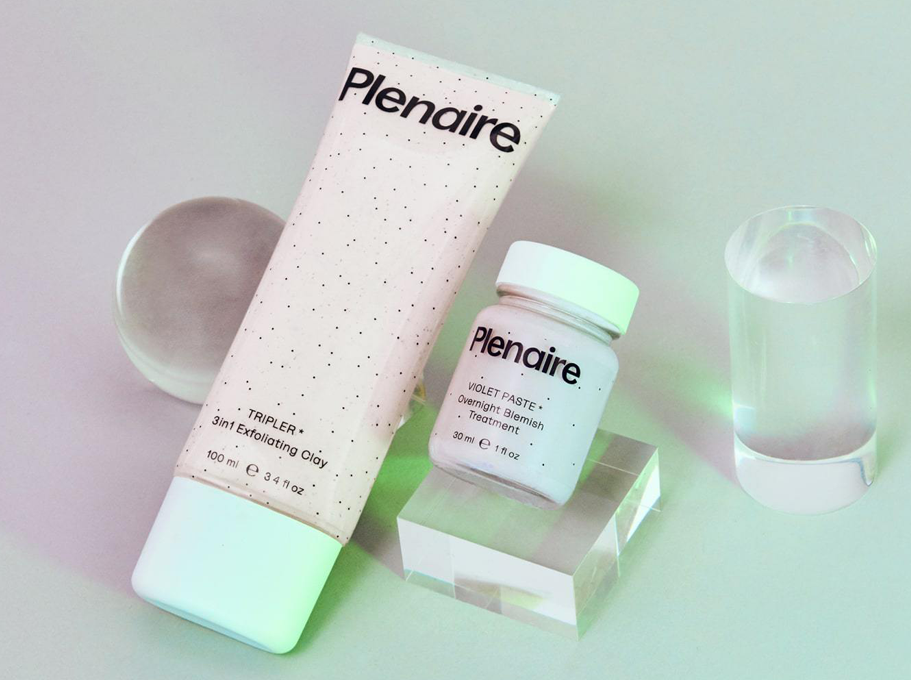 Plenaire
TRIPLER*
3in1 Exfoliating Clay
100 ml ℮ 3 4 fl oz
Plenaire
VIOLET PASTE*
Overnight Blemish
Treatment
30 ml ℮ 1 fl oz